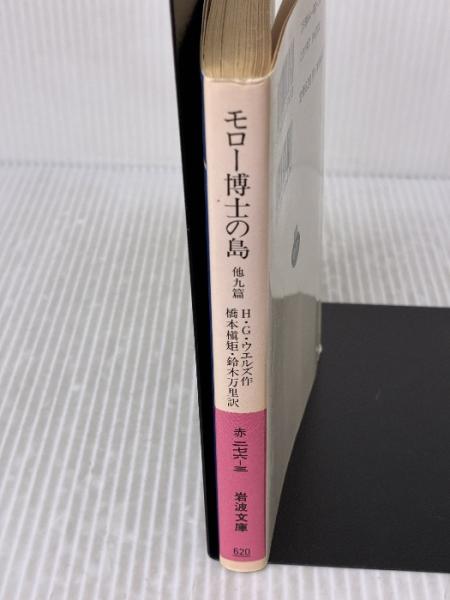 モロー博士の島
他九篇
H・G・ウエルズ作
橋本槇矩・鈴木万里訳
赤 二七六-三
岩波文庫
620